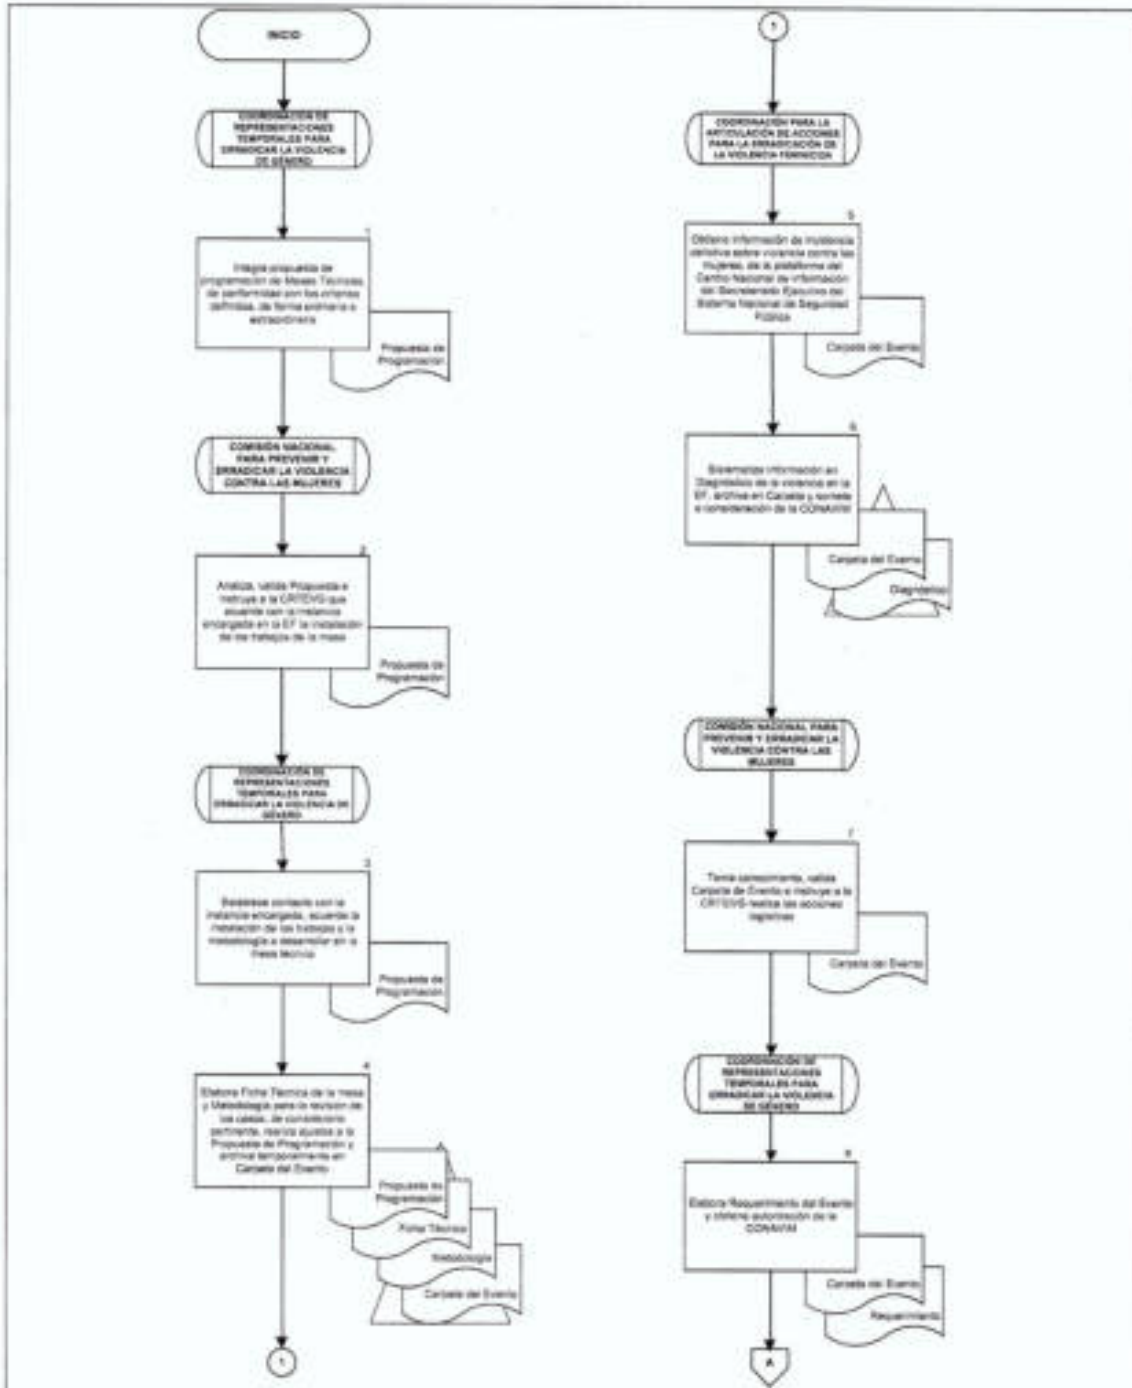 INICIO
COORDINACIÓN DE
REPRESENTACIONES
TEMPORALES PARA
ERRADICAR LA VIOLENCIA
DE GÉNERO
1
Integra propuesta de
programación de Mesas Técnicas,
de conformidad con los criterios
definidos, de forma ordinaria o
extraordinaria
Propuesta de
Programación
COMISIÓN NACIONAL
PARA PREVENIR Y
ERRADICAR LA VIOLENCIA
CONTRA LAS MUJERES
2
Analiza, valida Propuesta e
instruye a la CRTEVG que
acuerde con la instancia
encargada en la EF la instalación
de los trabajos de la mesa
Propuesta de
Programación
COORDINACIÓN DE
REPRESENTACIONES
TEMPORALES PARA
ERRADICAR LA VIOLENCIA DE
GÉNERO
3
Establece contacto con la
instancia encargada, acuerda la
instalación de los trabajos y la
metodología a desarrollar en la
mesa técnica
Propuesta de
Programación
4
Elabora Ficha Técnica de la mesa
y Metodología para la revisión de
los casos, de considerarlo
pertinente, realiza ajustes a la
Propuesta de Programación y
archiva temporalmente en
Carpeta del Evento
Propuesta de
Programación
Ficha Técnica
Metodología
Carpeta del Evento
1
1
COORDINACIÓN PARA LA
ARTICULACIÓN DE ACCIONES
PARA LA ERRADICACIÓN DE
LA VIOLENCIA FEMINICIDA
5
Obtiene información de incidencia
delictiva sobre violencia contra las
mujeres, de la plataforma del
Centro Nacional de Información
del Secretariado Ejecutivo del
Sistema Nacional de Seguridad
Pública
Carpeta del Evento
6
Sistematiza información en
Diagnóstico de la violencia en la
EF, archiva en Carpeta y somete
a consideración de la CONAVIM
Carpeta del Evento
Diagnóstico
COMISIÓN NACIONAL PARA
PREVENIR Y ERRADICAR LA
VIOLENCIA CONTRA LAS
MUJERES
7
Toma conocimiento, valida
Carpeta de Evento e instruye a la
CRTEVG realice las acciones
logísticas
Carpeta del Evento
COORDINACIÓN DE
REPRESENTACIONES
TEMPORALES PARA
ERRADICAR LA VIOLENCIA
DE GÉNERO
8
Elabora Requerimiento del Evento
y obtiene autorización de la
CONAVIM
Carpeta del Evento
Requerimiento
A